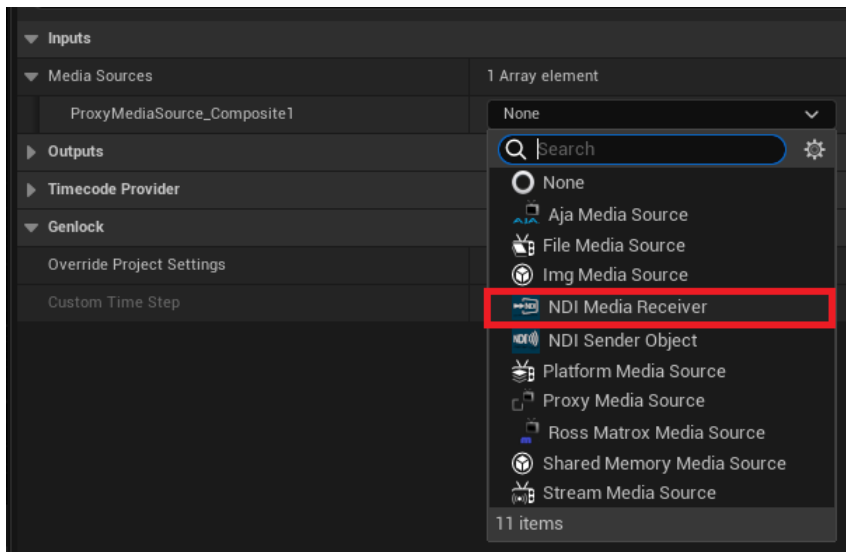 Inputs
Media Sources 1 Array element
ProxyMediaSource_Composite1 None
Search
None
Aja Media Source
File Media Source
Img Media Source
NDI Media Receiver
NDI Sender Object
Platform Media Source
Proxy Media Source
Ross Matrox Media Source
Shared Memory Media Source
Stream Media Source
11 items
Outputs
Timecode Provider
Genlock
Override Project Settings
Custom Time Step